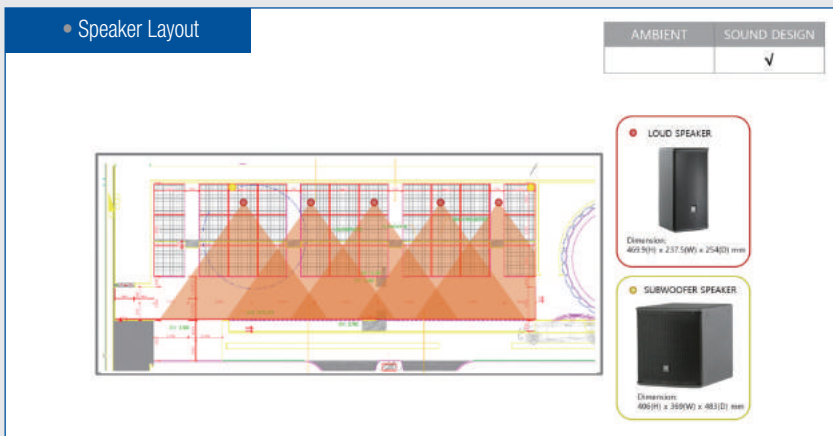 • Speaker Layout
AMBIENT SOUND DESIGN
√
LOUD SPEAKER
Dimension:
469.9(H) x 237.5(W) x 254(D) mm
SUBWOOFER SPEAKER
Dimension:
406(H) x 369(W) x 483(D) mm